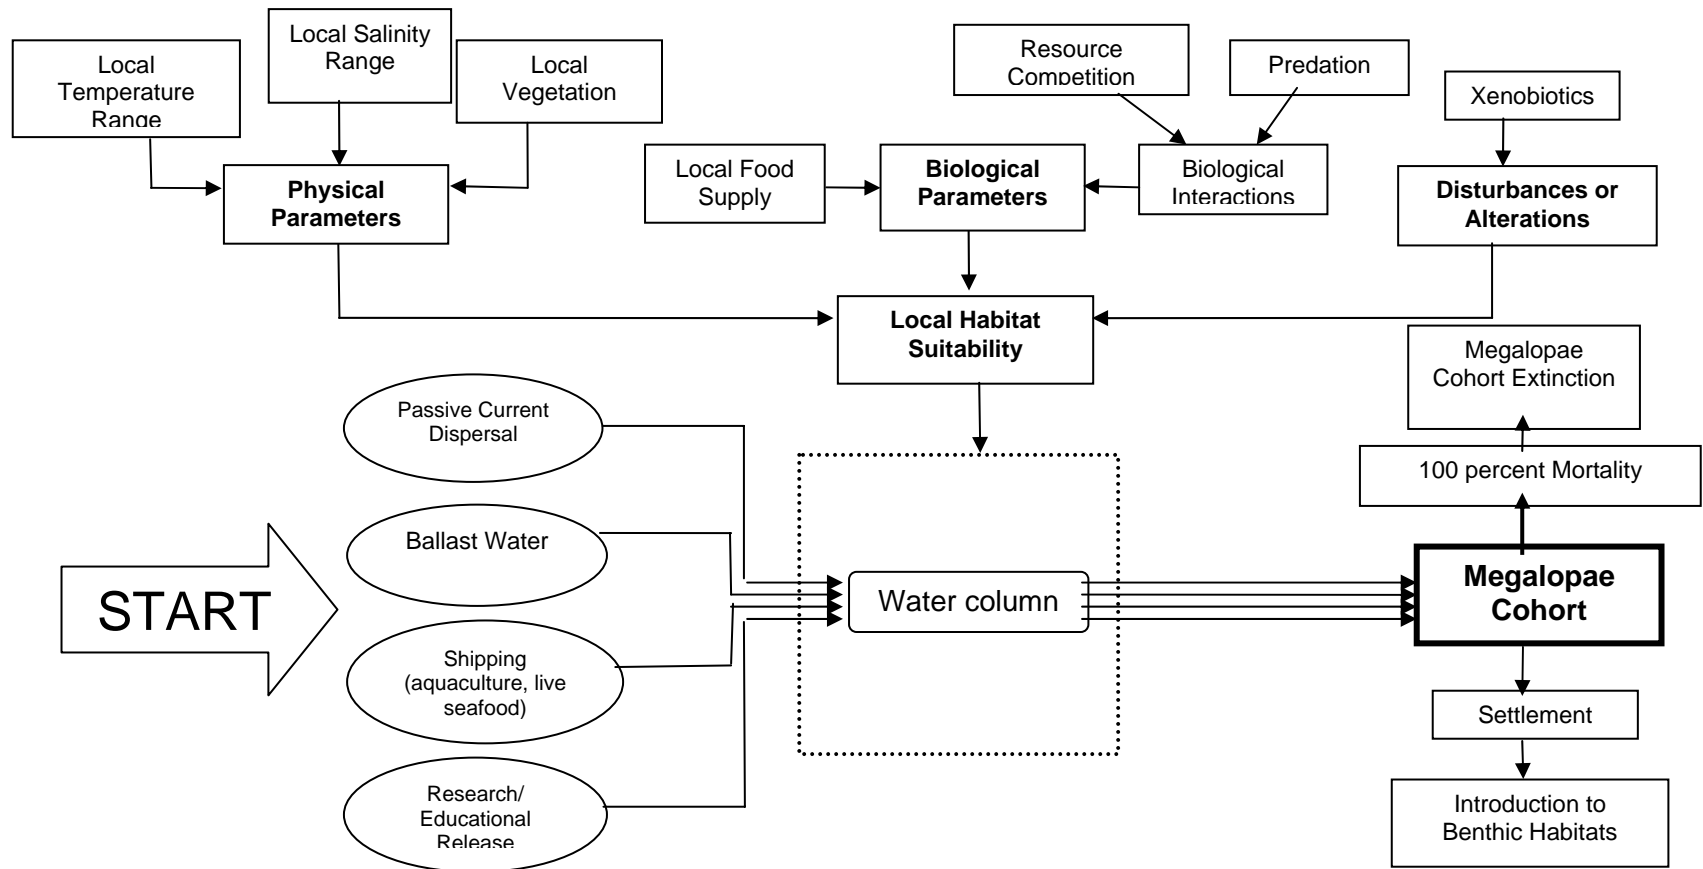 Local
Temperature
Range
Local Salinity
Range
Local
Vegetation
Resource
Competition
Predation
Xenobiotics
Physical
Parameters
Local Food
Supply
Biological
Parameters
Biological
Interactions
Disturbances or
Alterations
Local Habitat
Suitability
Megalopae
Cohort Extinction
100 percent Mortality
Passive Current
Dispersal
Ballast Water
START
Shipping
(aquaculture, live
seafood)
Research/
Educational
Release
Water column
Megalopae
Cohort
Settlement
Introduction to
Benthic Habitats